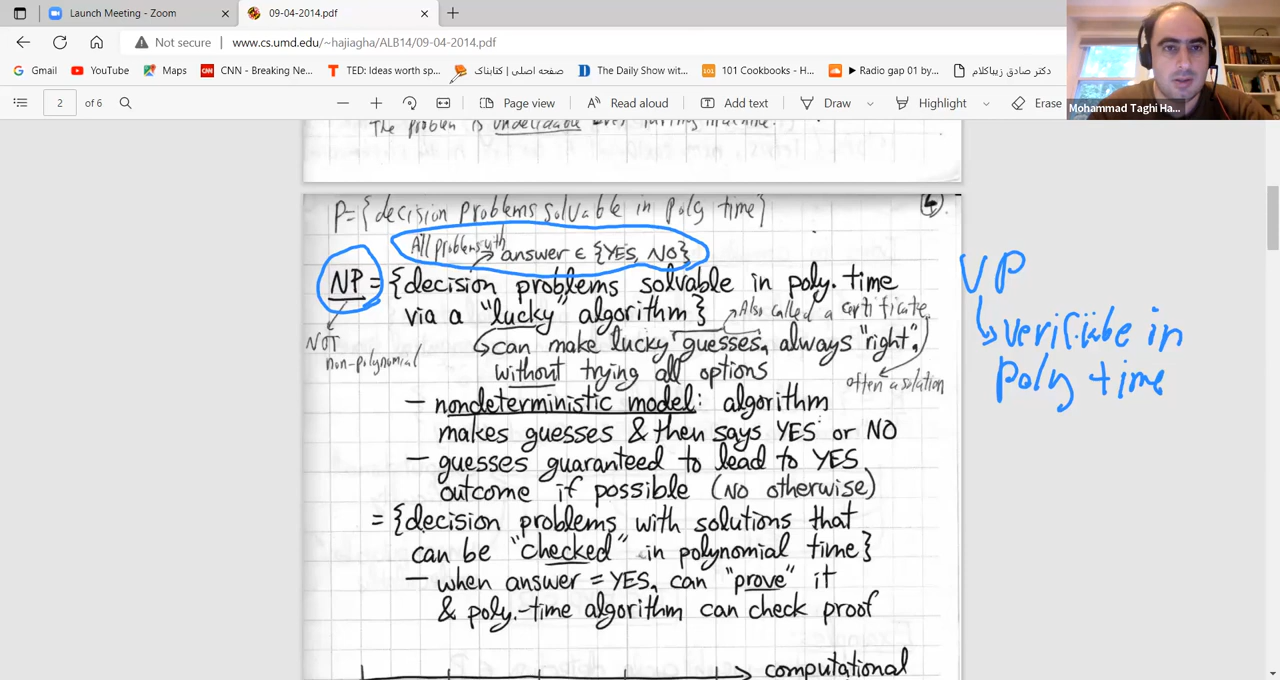 Launch Meeting - Zoom
09-04-2014.pdf
Not secure
www.cs.umd.edu/~hajiagha/ALB14/09-04-2014.pdf
Gmail
YouTube
Maps
CNN - Breaking Ne...
TED: Ideas worth sp...
صفحه اصلی | کتابناک
The Daily Show with...
101 Cookbooks - H...
Radio gap 01 by...
دکتر صادق زیباکلام
2 of 6
Page view
Read aloud
Add text
Draw
Highlight
Erase
Mohammad Taghi Ha...
The problem is undecidable
P = {decision problems solvable in poly time}
4
All problems with
answer ∈ {YES, NO}
NP = {decision problems solvable in poly. time
via a "lucky" algorithm}
Also called a certificate
NOT
non-polynomial
can make lucky guesses, always "right",
without trying all options
often a solution
– nondeterministic model: algorithm
makes guesses & then says YES or NO
– guesses guaranteed to lead to YES
outcome if possible (NO otherwise)
= {decision problems with solutions that
can be "checked" in polynomial time}
– when answer = YES, can "prove" it
& poly.-time algorithm can check proof
computational
VP
in
poly time